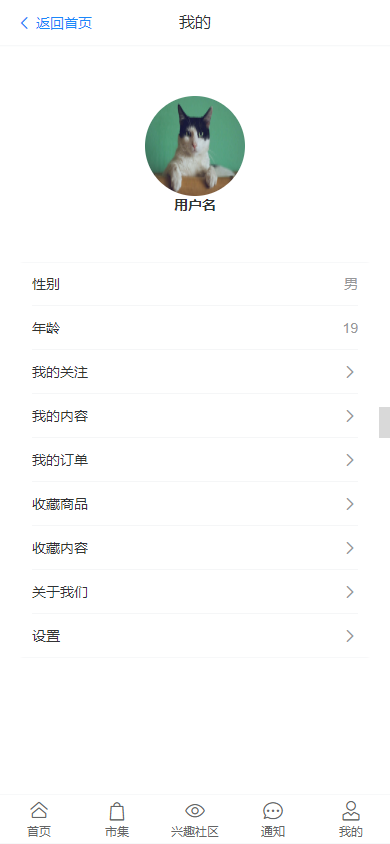 返回首页 我的
用户名
性别 男
年龄 19
我的关注
我的内容
我的订单
收藏商品
收藏内容
关于我们
设置
首页 市集 兴趣社区 通知 我的